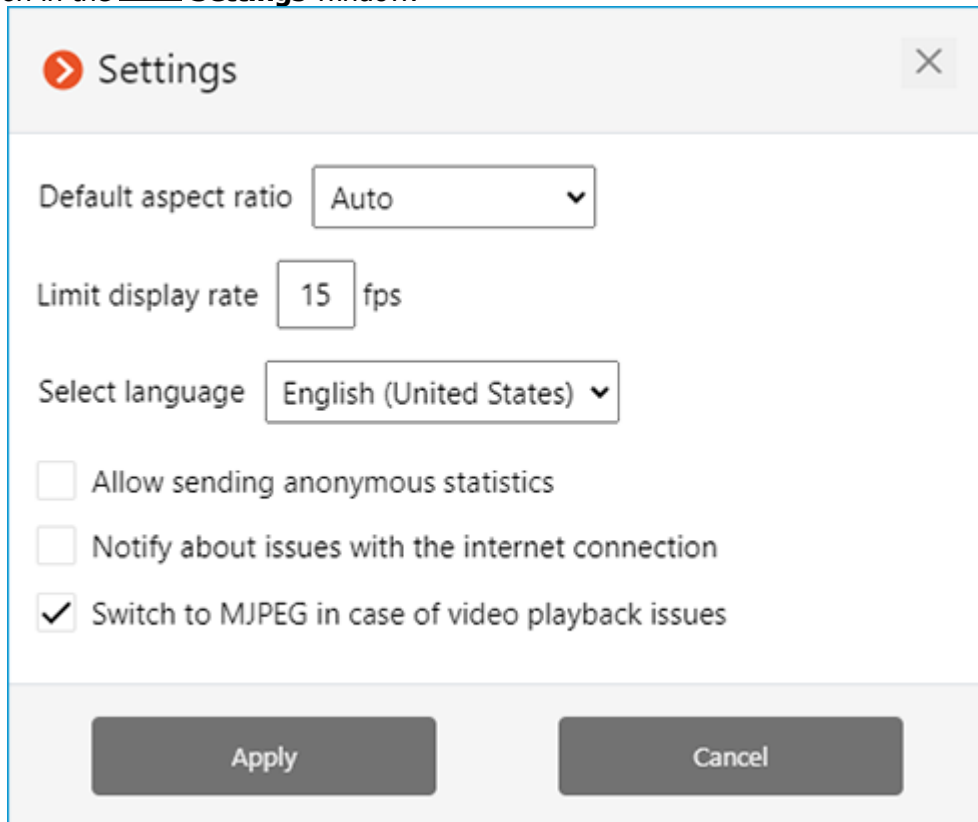 Settings
Default aspect ratio Auto
Limit display rate 15 fps
Select language English (United States)
Allow sending anonymous statistics
Notify about issues with the internet connection
Switch to MJPEG in case of video playback issues
Apply Cancel